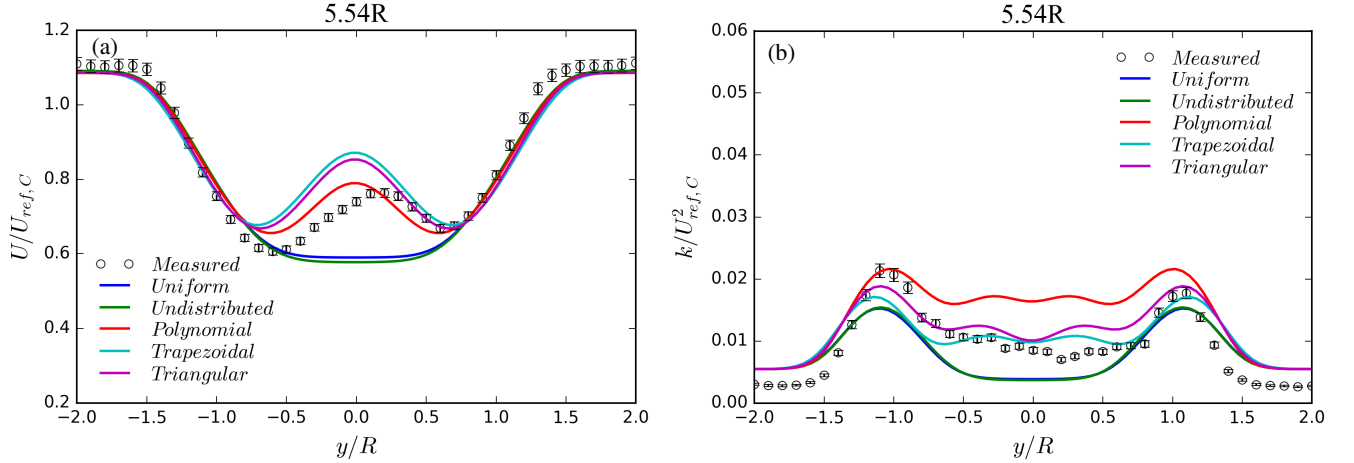 5.54R
(a)
1.2
1.0
0.8
0.6
0.4
0.2
U/U_{ref,C}
Measured
Uniform
Undistributed
Polynomial
Trapezoidal
Triangular
−2.0 −1.5 −1.0 −0.5 0.0 0.5 1.0 1.5 2.0
y/R
5.54R
(b)
0.06
0.05
0.04
0.03
0.02
0.01
0.00
k/U²_{ref,C}
Measured
Uniform
Undistributed
Polynomial
Trapezoidal
Triangular
−2.0 −1.5 −1.0 −0.5 0.0 0.5 1.0 1.5 2.0
y/R